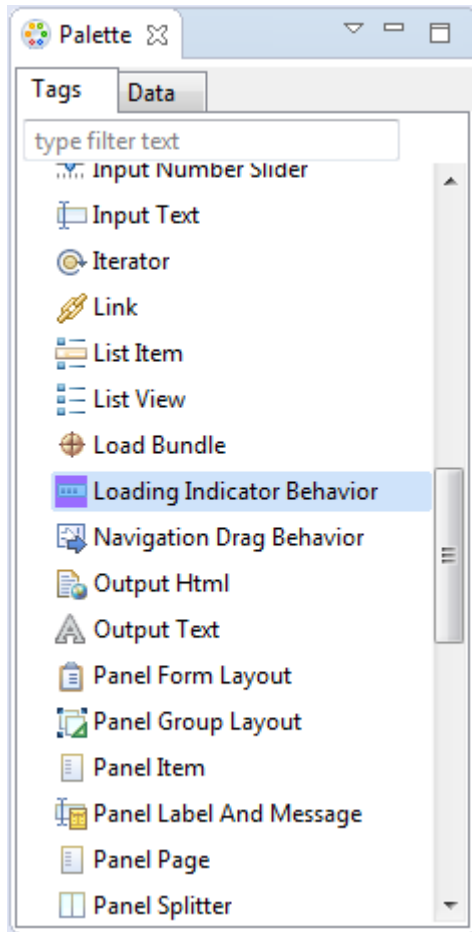 Palette
Tags Data
type filter text
Input Number Slider
Input Text
Iterator
Link
List Item
List View
Load Bundle
Loading Indicator Behavior
Navigation Drag Behavior
Output Html
Output Text
Panel Form Layout
Panel Group Layout
Panel Item
Panel Label And Message
Panel Page
Panel Splitter